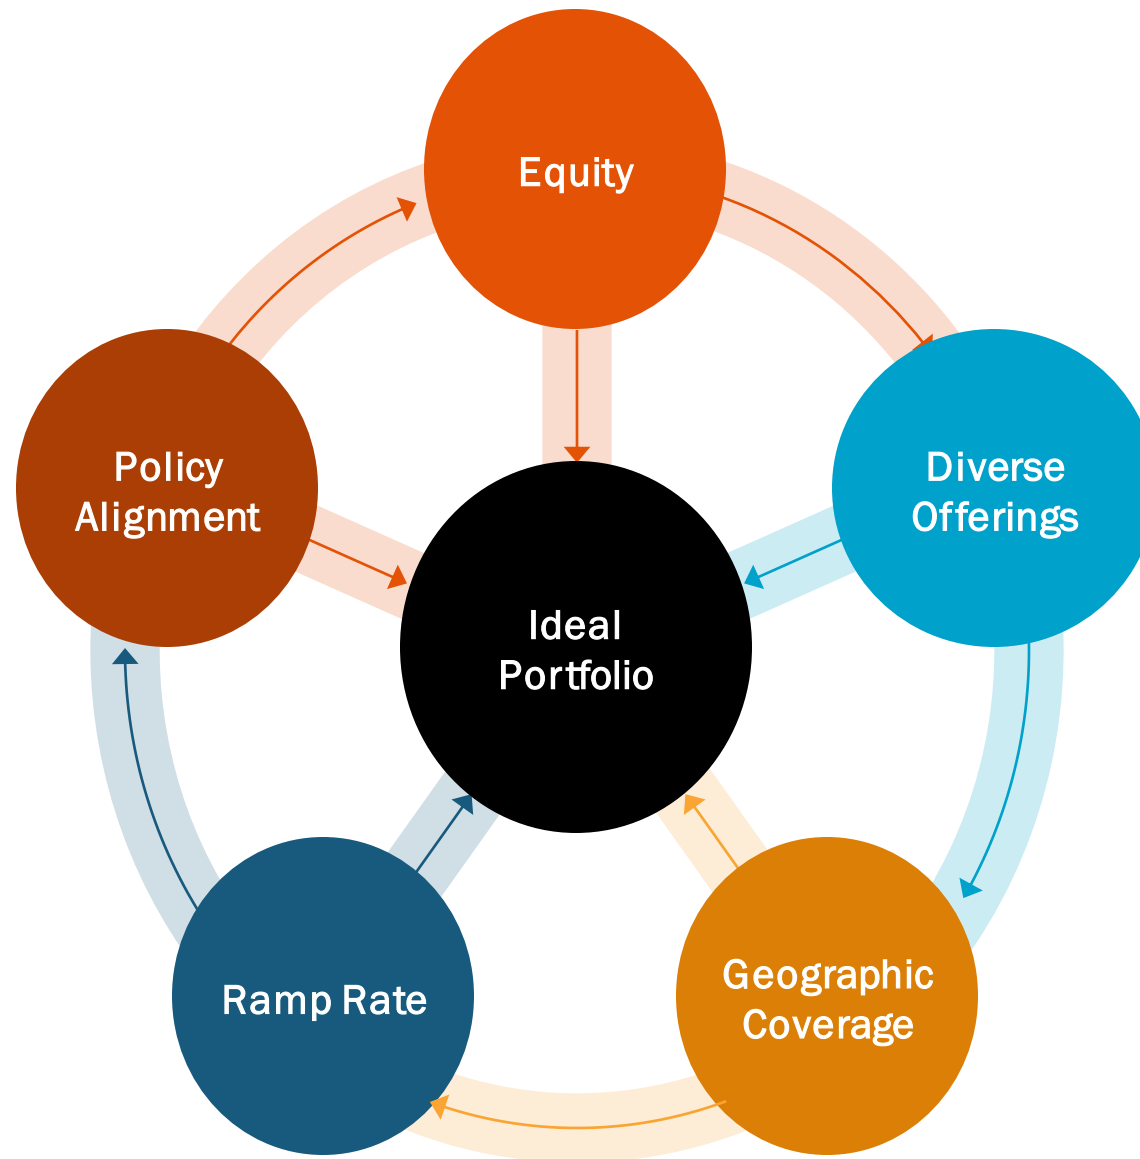 Equity
Policy
Alignment
Diverse
Offerings
Ideal
Portfolio
Ramp Rate
Geographic
Coverage